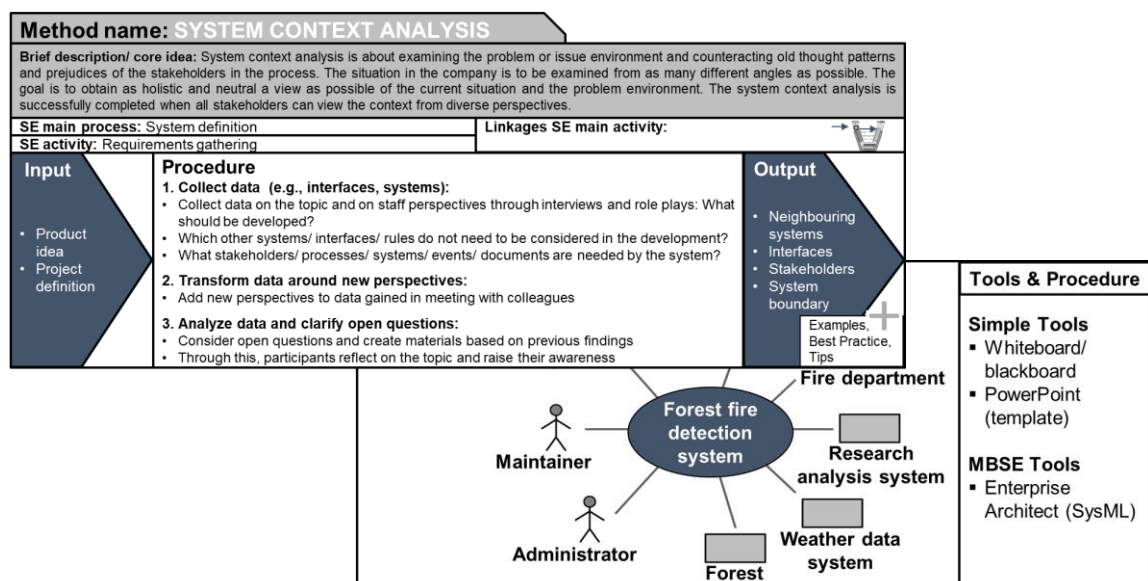 Method name: SYSTEM CONTEXT ANALYSIS
Brief description/ core idea: System context analysis is about examining the problem or issue environment and counteracting old thought patterns
and prejudices of the stakeholders in the process. The situation in the company is to be examined from as many different angles as possible. The
goal is to obtain as holistic and neutral a view as possible of the current situation and the problem environment. The system context analysis is
successfully completed when all stakeholders can view the context from diverse perspectives.
SE main process: System definition
SE activity: Requirements gathering
Linkages SE main activity:
Input
• Product
idea
• Project
definition
Procedure
1. Collect data (e.g., interfaces, systems):
• Collect data on the topic and on staff perspectives through interviews and role plays: What
should be developed?
• Which other systems/ interfaces/ rules do not need to be considered in the development?
• What stakeholders/ processes/ systems/ events/ documents are needed by the system?
2. Transform data around new perspectives:
• Add new perspectives to data gained in meeting with colleagues
3. Analyze data and clarify open questions:
• Consider open questions and create materials based on previous findings
• Through this, participants reflect on the topic and raise their awareness
Output
• Neighbouring
systems
• Interfaces
• Stakeholders
• System
boundary
Examples,
Best Practice,
Tips
Fire department
Forest fire
detection
system
Maintainer
Research
analysis system
Administrator
Weather data
system
Forest
Tools & Procedure
Simple Tools
▪ Whiteboard/
blackboard
▪ PowerPoint
(template)
MBSE Tools
▪ Enterprise
Architect (SysML)